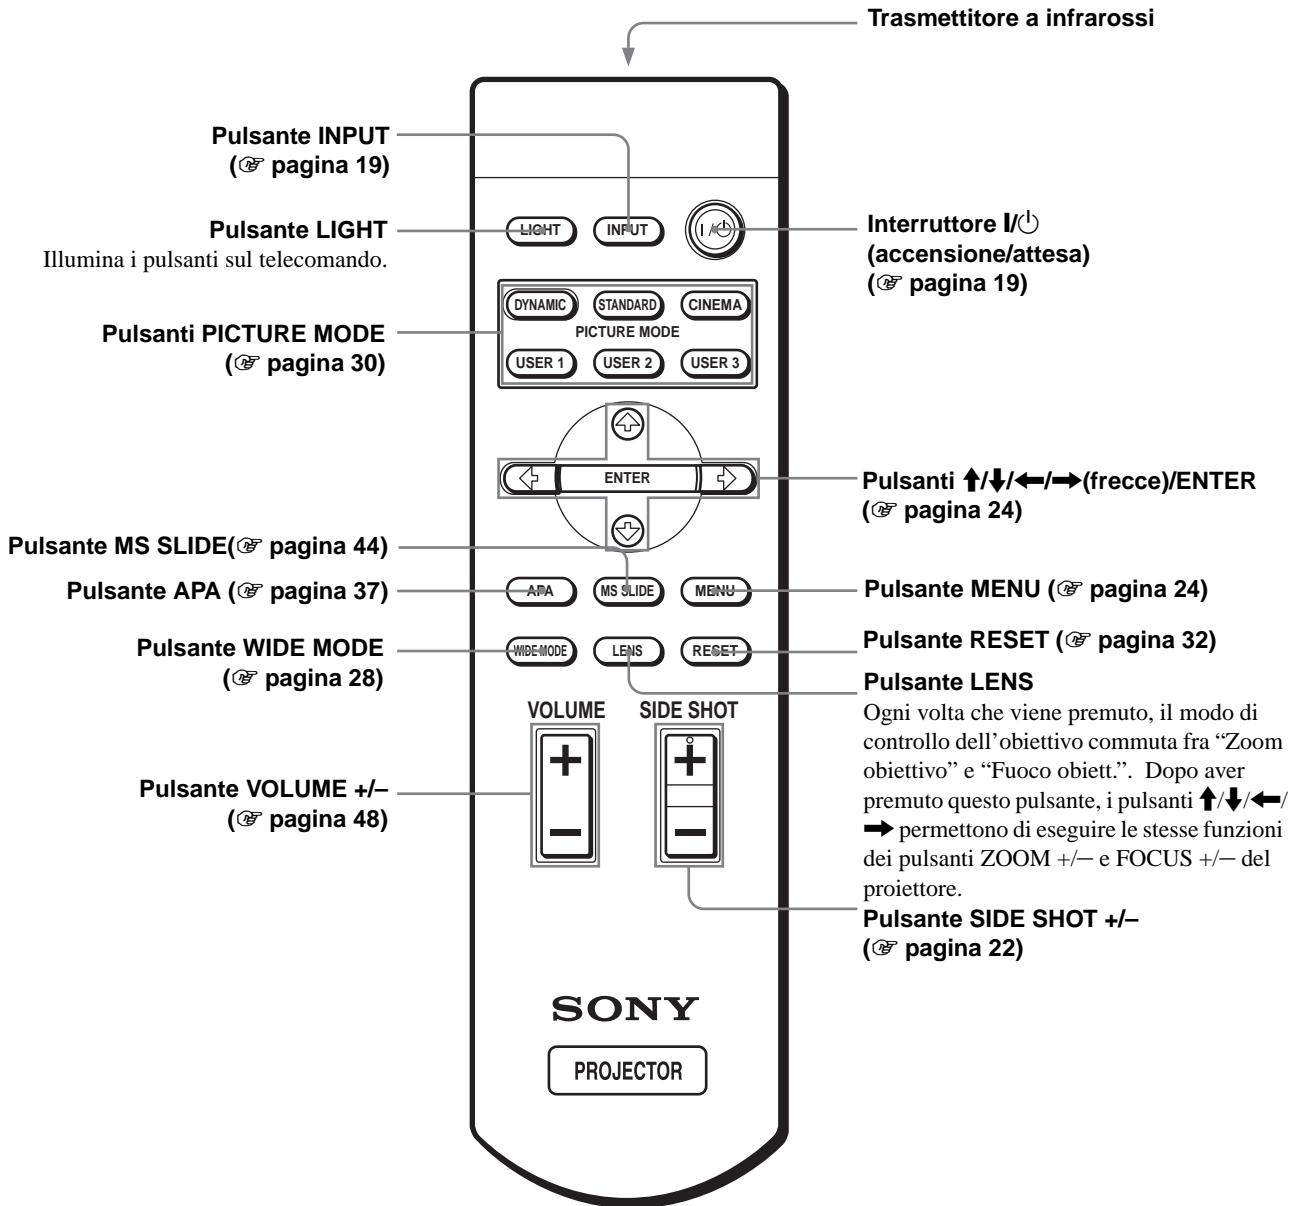 Trasmettitore a infrarossi
Pulsante INPUT
(☞ pagina 19)
Pulsante LIGHT
Illumina i pulsanti sul telecomando.
Pulsanti PICTURE MODE
(☞ pagina 30)
Pulsante MS SLIDE(☞ pagina 44)
Pulsante APA (☞ pagina 37)
Pulsante WIDE MODE
(☞ pagina 28)
Pulsante VOLUME +/–
(☞ pagina 48)
LIGHT INPUT I/⏻
DYNAMIC STANDARD CINEMA
PICTURE MODE
USER 1 USER 2 USER 3
ENTER
APA MS SLIDE MENU
WIDE MODE LENS RESET
VOLUME SIDE SHOT
+ +
– –
SONY
PROJECTOR
Interruttore I/⏻
(accensione/attesa)
(☞ pagina 19)
Pulsanti ↑/↓/←/→(frecce)/ENTER
(☞ pagina 24)
Pulsante MENU (☞ pagina 24)
Pulsante RESET (☞ pagina 32)
Pulsante LENS
Ogni volta che viene premuto, il modo di
controllo dell’obiettivo commuta fra “Zoom
obiettivo” e “Fuoco obiett.”. Dopo aver
premuto questo pulsante, i pulsanti ↑/↓/←/
→ permettono di eseguire le stesse funzioni
dei pulsanti ZOOM +/– e FOCUS +/– del
proiettore.
Pulsante SIDE SHOT +/–
(☞ pagina 22)